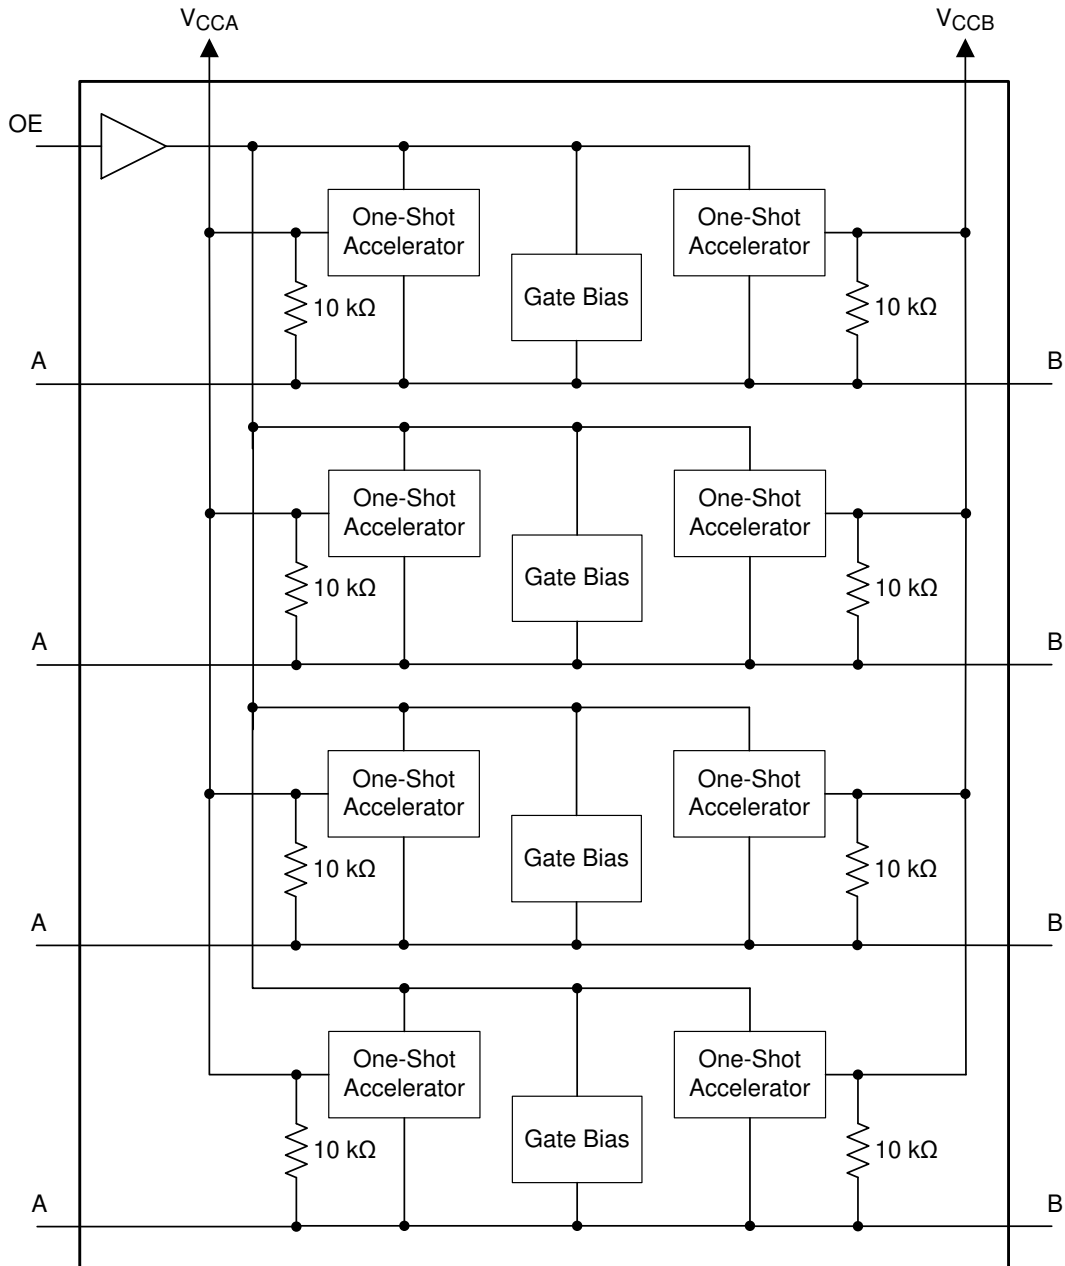 VCCA
VCCB
OE
One-Shot
Accelerator
One-Shot
Accelerator
Gate Bias
10 kΩ
10 kΩ
A
B
One-Shot
Accelerator
One-Shot
Accelerator
Gate Bias
10 kΩ
10 kΩ
A
B
One-Shot
Accelerator
One-Shot
Accelerator
Gate Bias
10 kΩ
10 kΩ
A
B
One-Shot
Accelerator
One-Shot
Accelerator
Gate Bias
10 kΩ
10 kΩ
A
B